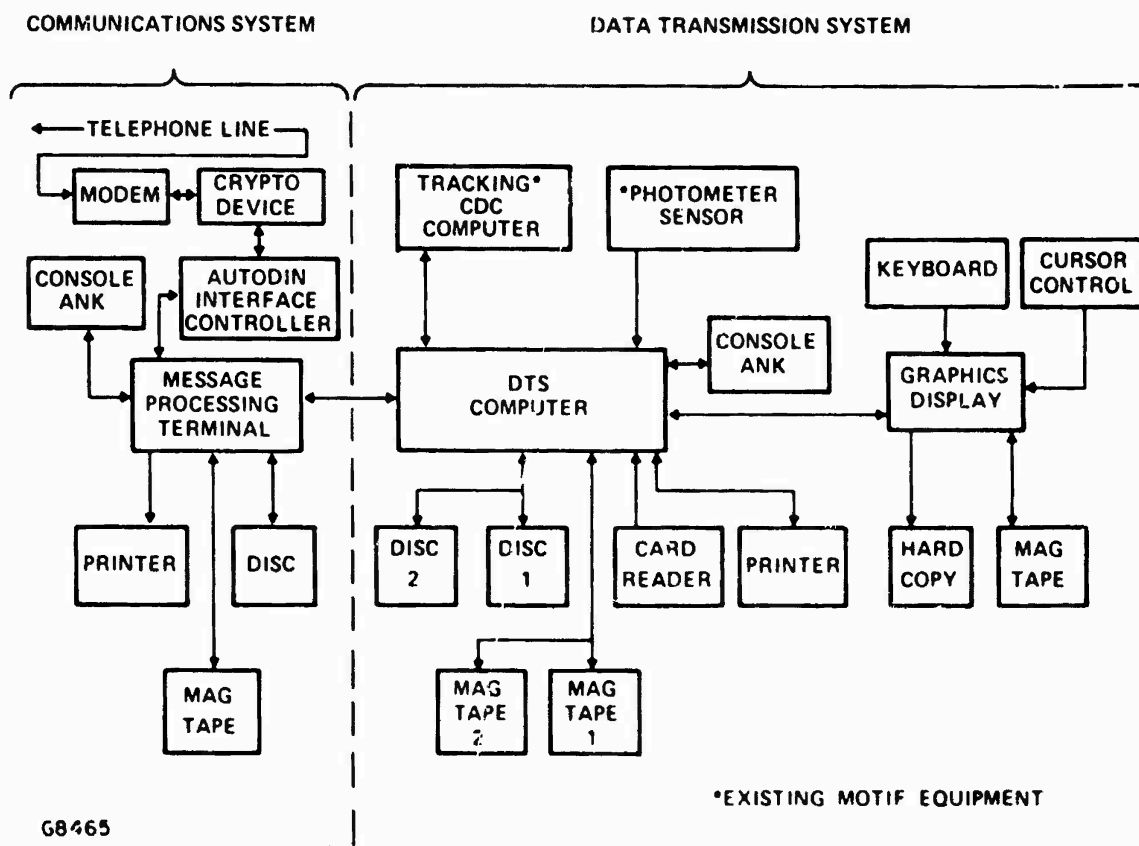 COMMUNICATIONS SYSTEM
DATA TRANSMISSION SYSTEM
TELEPHONE LINE
MODEM
CRYPTO
DEVICE
CONSOLE
ANK
AUTODIN
INTERFACE
CONTROLLER
MESSAGE
PROCESSING
TERMINAL
PRINTER
DISC
MAG
TAPE
TRACKING*
CDC
COMPUTER
*PHOTOMETER
SENSOR
CONSOLE
ANK
KEYBOARD
CURSOR
CONTROL
DTS
COMPUTER
GRAPHICS
DISPLAY
DISC
2
DISC
1
CARD
READER
PRINTER
HARD
COPY
MAG
TAPE
MAG
TAPE
2
MAG
TAPE
1
*EXISTING MOTIF EQUIPMENT
G8465